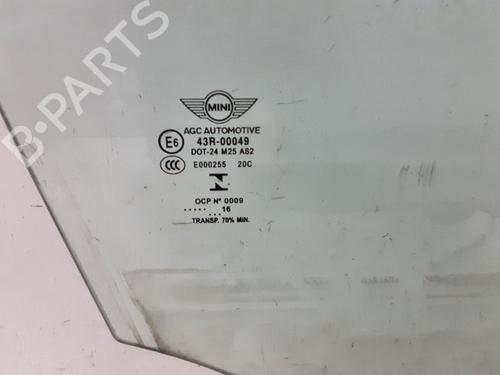 MINI
AGC AUTOMOTIVE
E6 43R-00049
DOT-24 M25 AS2
CCC E000255 20C
N
OCP Nº 0009
..... 16
...
TRANSP. 70% MIN.